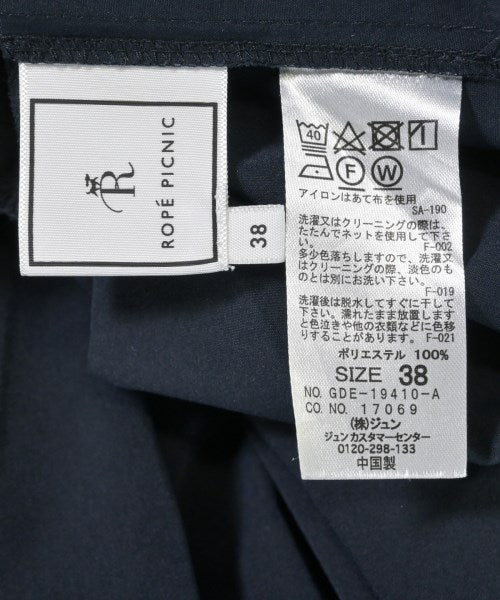 R
ROPÉ PICNIC
38
40
F W
アイロンはあて布を使用
SA-190
洗濯又はクリーニングの際は、
たたんでネットを使用して下さ
い。 F-002
多少色落ちしますので、洗濯又
はクリーニングの際、淡色のも
のとは別にお洗い下さい。
F-019
洗濯後は脱水してすぐに干して
下さい。濡れたまま放置します
と色泣きや他の衣類などに色移
りすることがあります。 F-021
ポリエステル 100%
SIZE 38
NO. GDE-19410-A
CO. NO. 17069
(株)ジュン
ジュンカスタマーセンター
0120-298-133
中国製